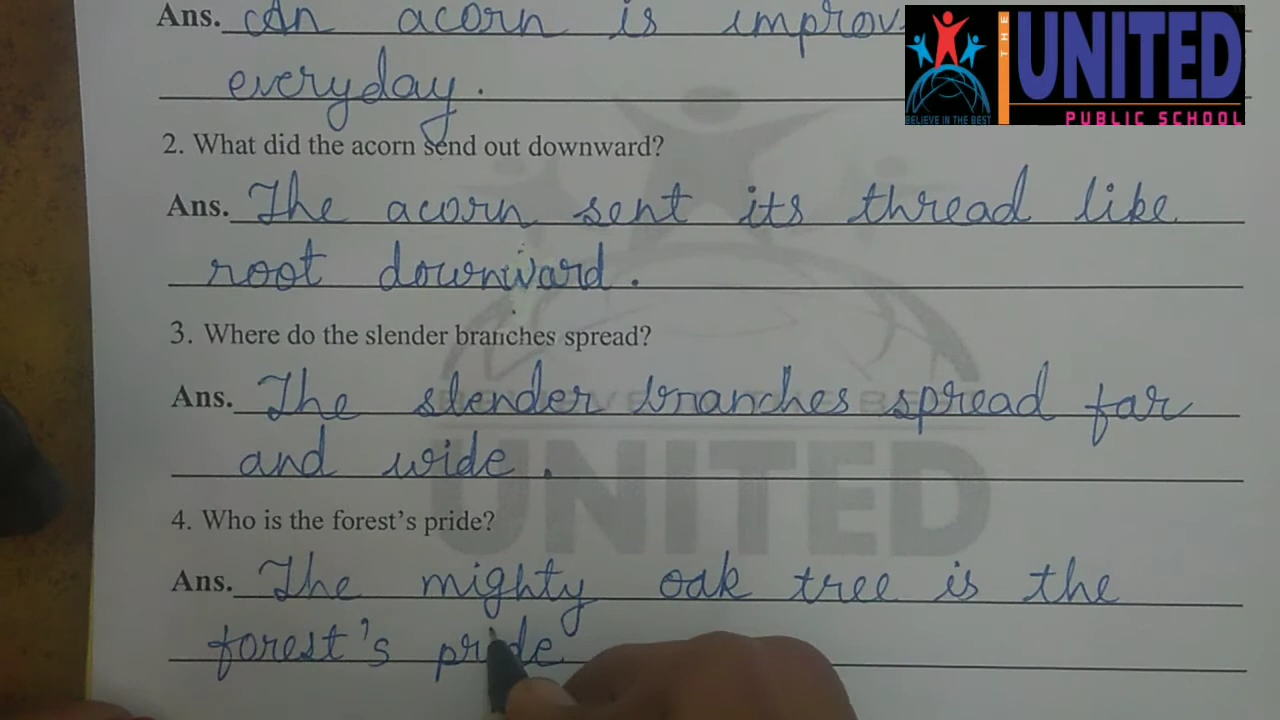 Ans. An acorn is improv
everyday.
THE UNITED
BELIEVE IN THE BEST
PUBLIC SCHOOL
2. What did the acorn send out downward?
Ans. The acorn sent its thread like
root downward.
3. Where do the slender branches spread?
Ans. The slender branches spread far
and wide.
UNITED
4. Who is the forest's pride?
Ans. The mighty oak tree is the
forest's pride